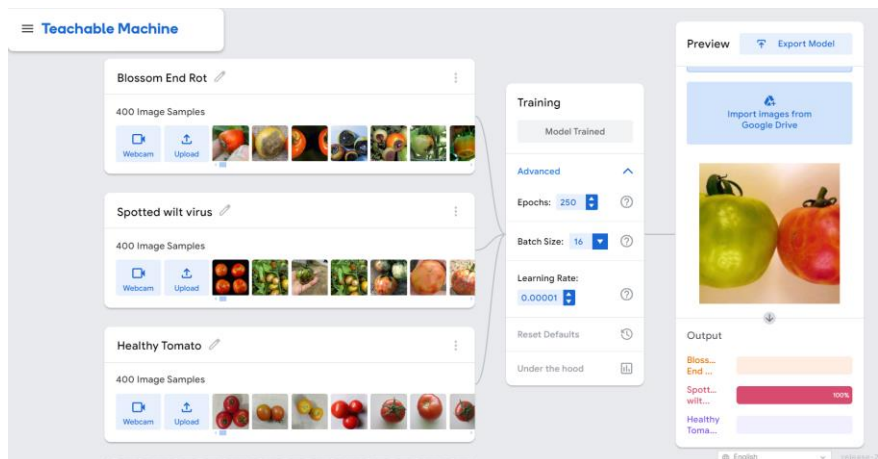 Teachable Machine
Blossom End Rot
400 Image Samples
Webcam
Upload
Spotted wilt virus
400 Image Samples
Webcam
Upload
Healthy Tomato
400 Image Samples
Webcam
Upload
Training
Model Trained
Advanced
Epochs: 250
Batch Size: 16
Learning Rate:
0.00001
Reset Defaults
Under the hood
Preview
Export Model
Import images from
Google Drive
Output
Bloss...
End ...
Spott...
wilt...
100%
Healthy
Toma...
English